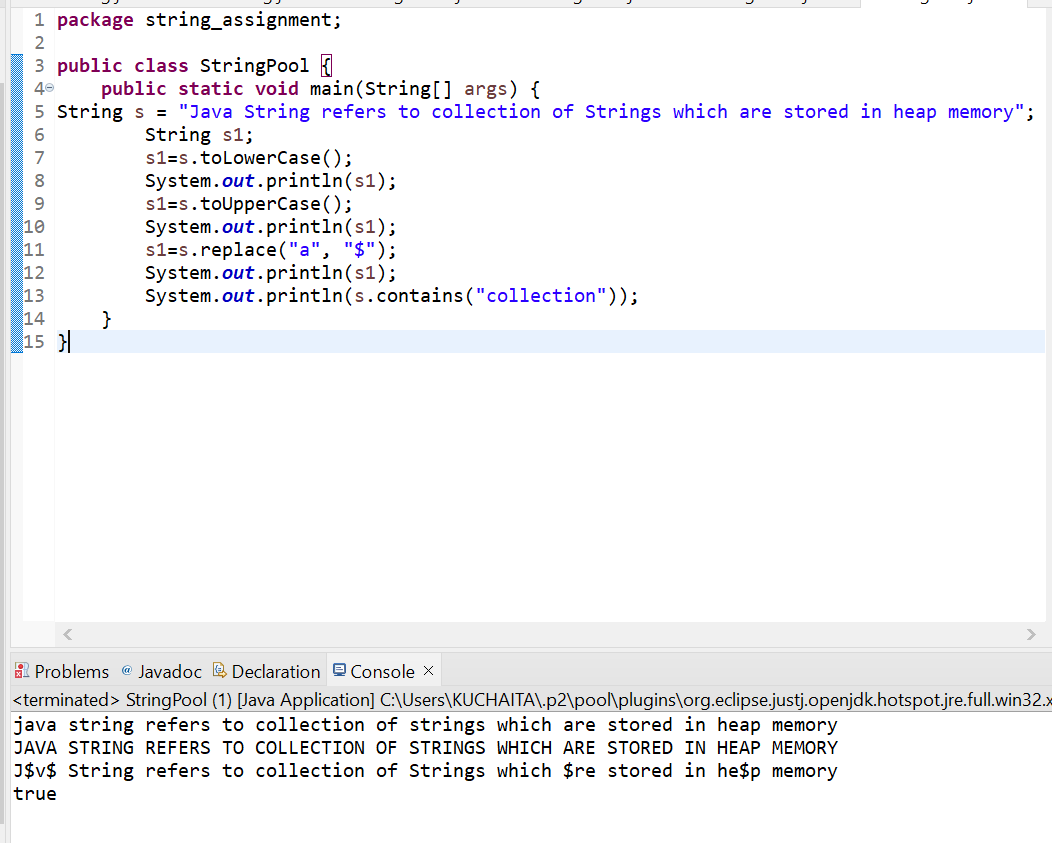 1 package string_assignment;
2
3 public class StringPool {
4 public static void main(String[] args) {
5 String s = "Java String refers to collection of Strings which are stored in heap memory";
6 String s1;
7 s1=s.toLowerCase();
8 System.out.println(s1);
9 s1=s.toUpperCase();
10 System.out.println(s1);
11 s1=s.replace("a", "$");
12 System.out.println(s1);
13 System.out.println(s.contains("collection"));
14 }
15 }
Problems @ Javadoc Declaration Console
<terminated> StringPool (1) [Java Application] C:\Users\KUCHAITA\.p2\pool\plugins\org.eclipse.justj.openjdk.hotspot.jre.full.win32.x
java string refers to collection of strings which are stored in heap memory
JAVA STRING REFERS TO COLLECTION OF STRINGS WHICH ARE STORED IN HEAP MEMORY
J$v$ String refers to collection of Strings which $re stored in he$p memory
true